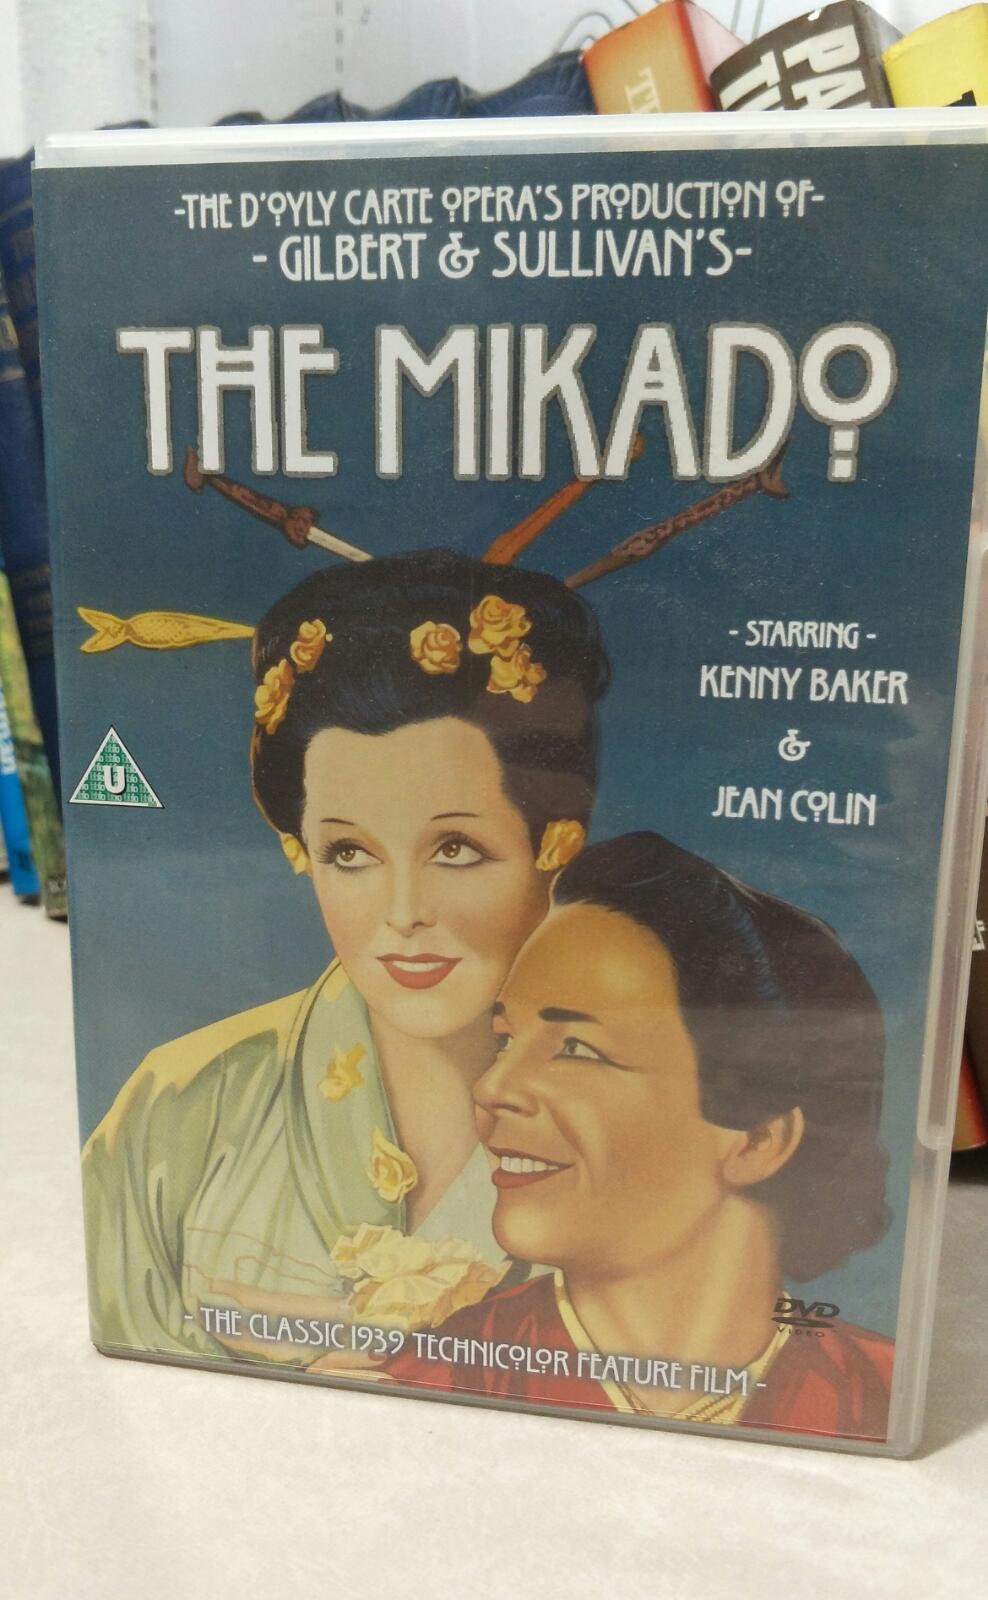 -THE D'OYLY CARTE OPERA'S PRODUCTION OF-
- GILBERT & SULLIVAN'S-
THE MIKADO
- STARRING -
KENNY BAKER
&
JEAN COLIN
U
DVD
VIDEO
- THE CLASSIC 1939 TECHNICOLOR FEATURE FILM -